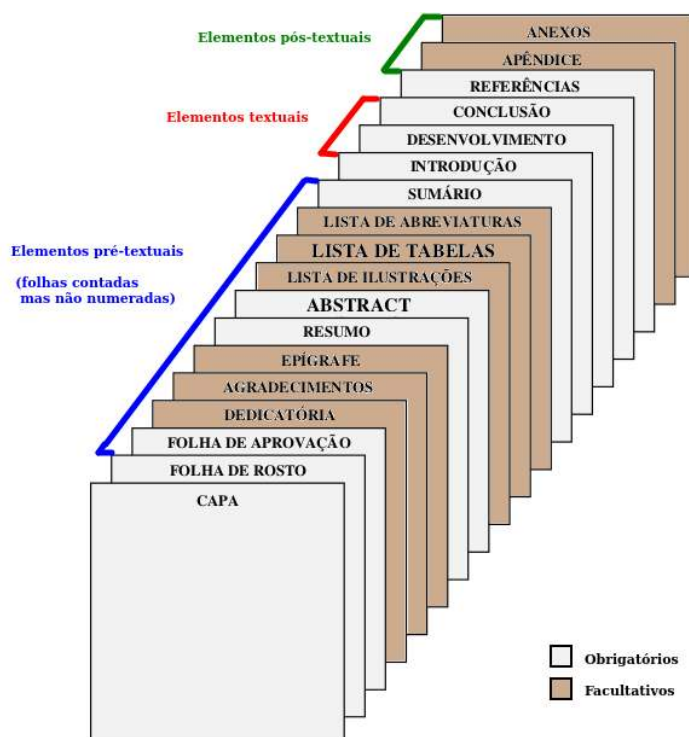 Elementos pós-textuais
ANEXOS
APÊNDICE
REFERÊNCIAS
Elementos textuais
CONCLUSÃO
DESENVOLVIMENTO
INTRODUÇÃO
SUMÁRIO
LISTA DE ABREVIATURAS
LISTA DE TABELAS
LISTA DE ILUSTRAÇÕES
Elementos pré-textuais
(folhas contadas
mas não numeradas)
ABSTRACT
RESUMO
EPÍGRAFE
AGRADECIMENTOS
DEDICATÓRIA
FOLHA DE APROVAÇÃO
FOLHA DE ROSTO
CAPA
Obrigatórios
Facultativos